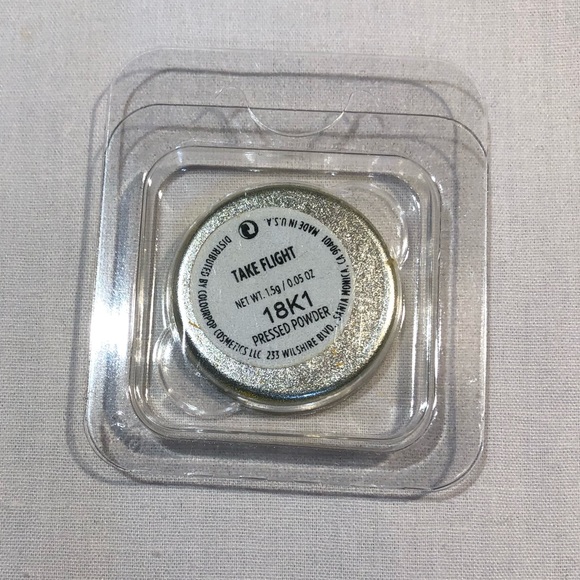 TAKE FLIGHT
NET WT. 1.5g / 0.05 OZ
18K1
PRESSED POWDER
DISTRIBUTED BY COLOURPOP COSMETICS LLC 233 WILSHIRE BLVD. SANTA MONICA, CA 90401 MADE IN U.S.A.